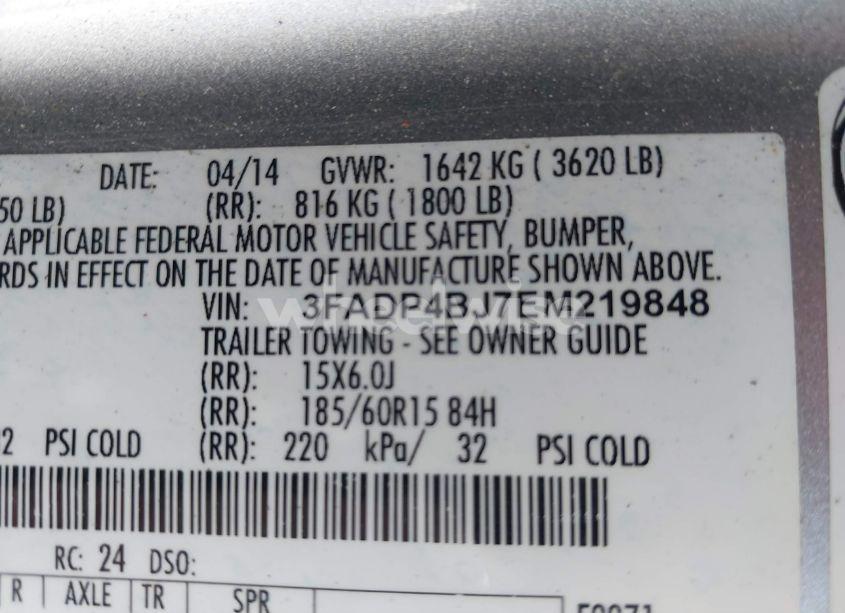 DATE: 04/14 GVWR: 1642 KG ( 3620 LB)
50 LB) (RR): 816 KG ( 1800 LB)
APPLICABLE FEDERAL MOTOR VEHICLE SAFETY, BUMPER,
RDS IN EFFECT ON THE DATE OF MANUFACTURE SHOWN ABOVE.
VIN: 3FADP4BJ7EM219848
TRAILER TOWING - SEE OWNER GUIDE
(RR): 15X6.0J
(RR): 185/60R15 84H
2 PSI COLD (RR): 220 kPa/ 32 PSI COLD
RC: 24 DSO:
R AXLE TR SPR